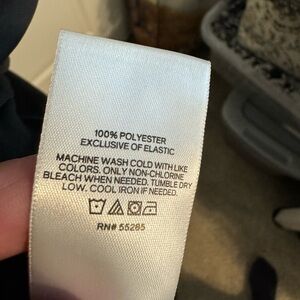 100% POLYESTER
EXCLUSIVE OF ELASTIC
MACHINE WASH COLD WITH LIKE
COLORS. ONLY NON-CHLORINE
BLEACH WHEN NEEDED. TUMBLE DRY
LOW. COOL IRON IF NEEDED.
RN# 55285